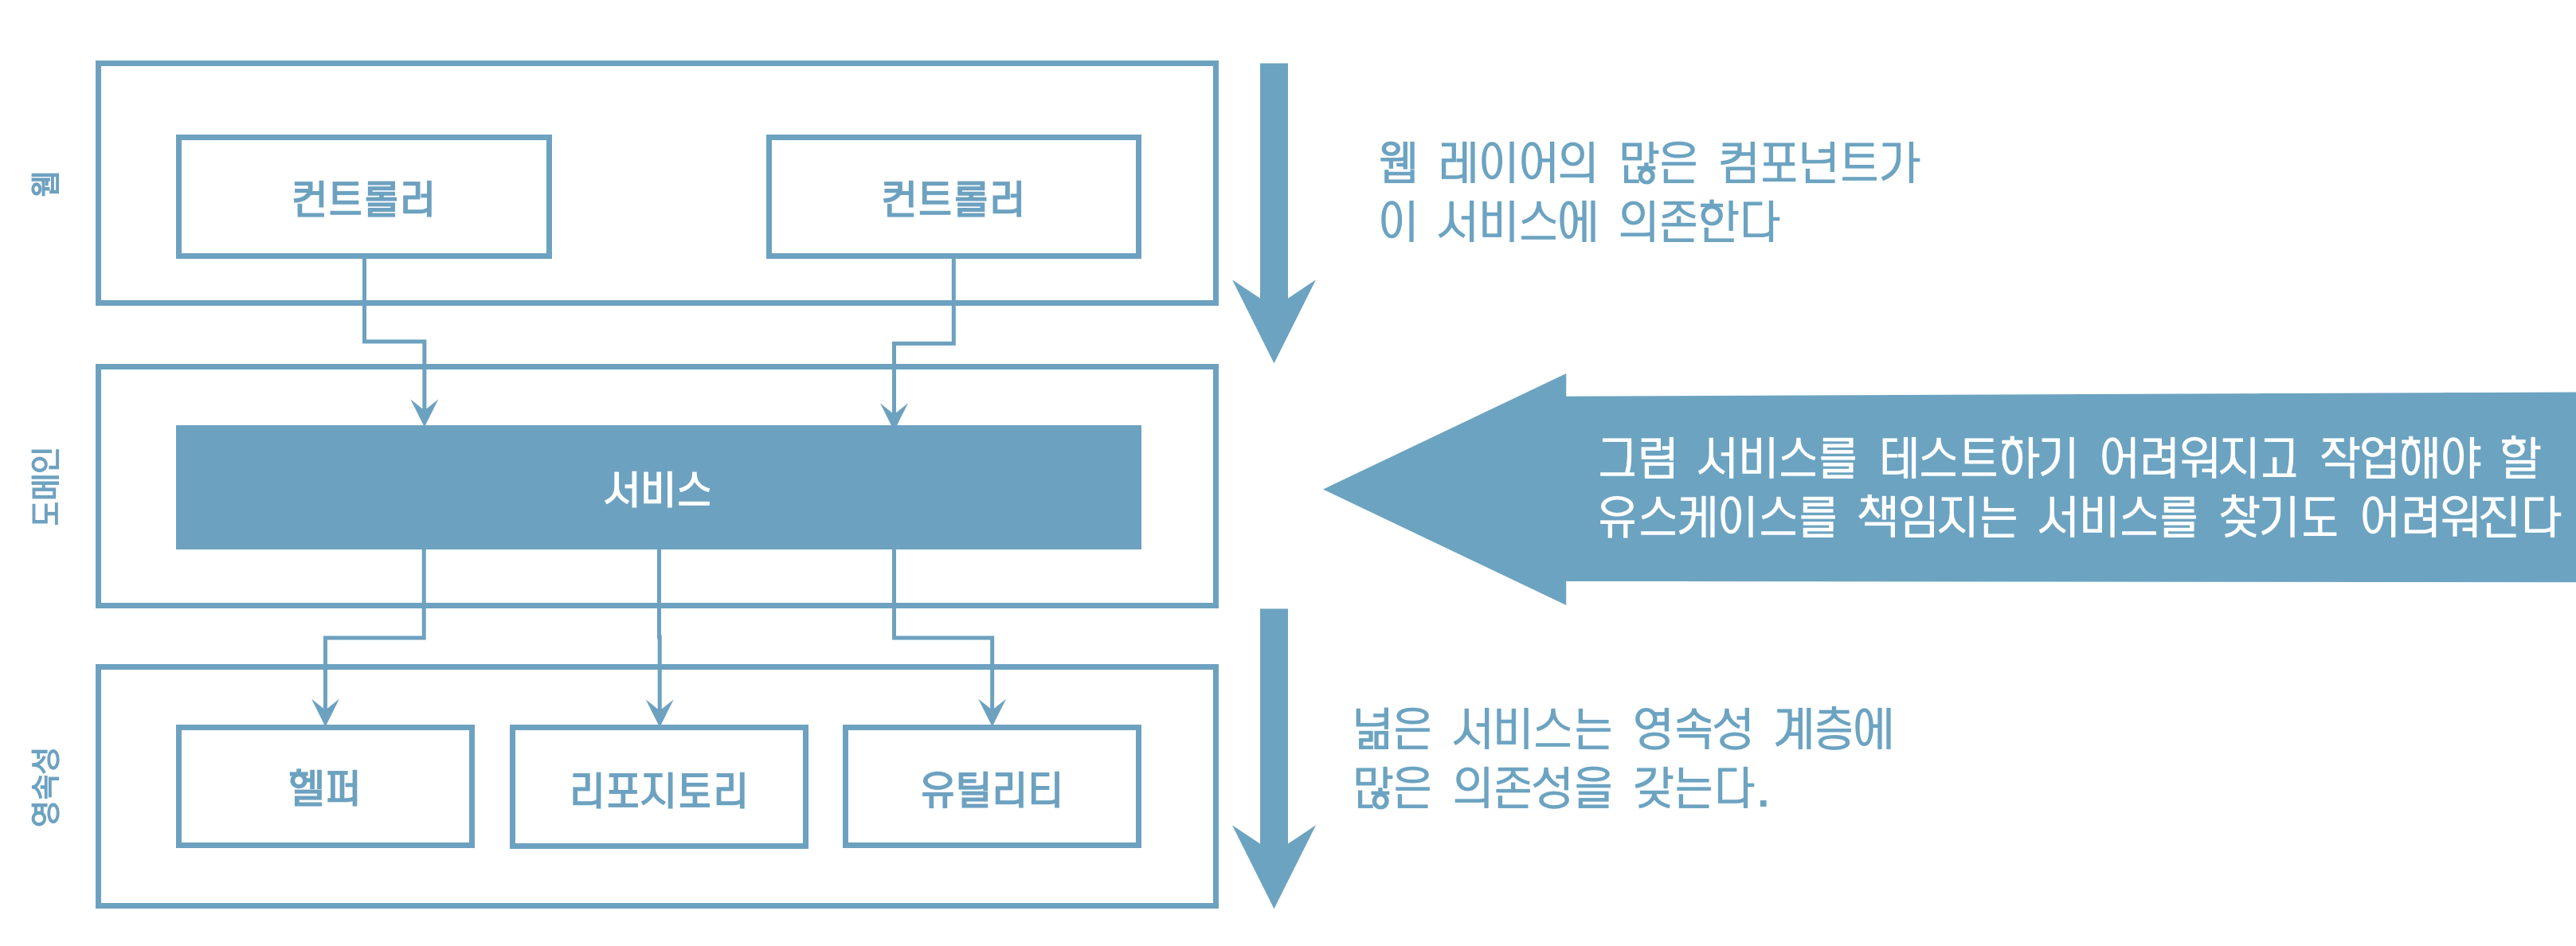 웹
컨트롤러
컨트롤러
웹 레이어의 많은 컴포넌트가
이 서비스에 의존한다
도메인
서비스
그럼 서비스를 테스트하기 어려워지고 작업해야 할
유스케이스를 책임지는 서비스를 찾기도 어려워진다
영속성
헬퍼
리포지토리
유틸리티
넓은 서비스는 영속성 계층에
많은 의존성을 갖는다.